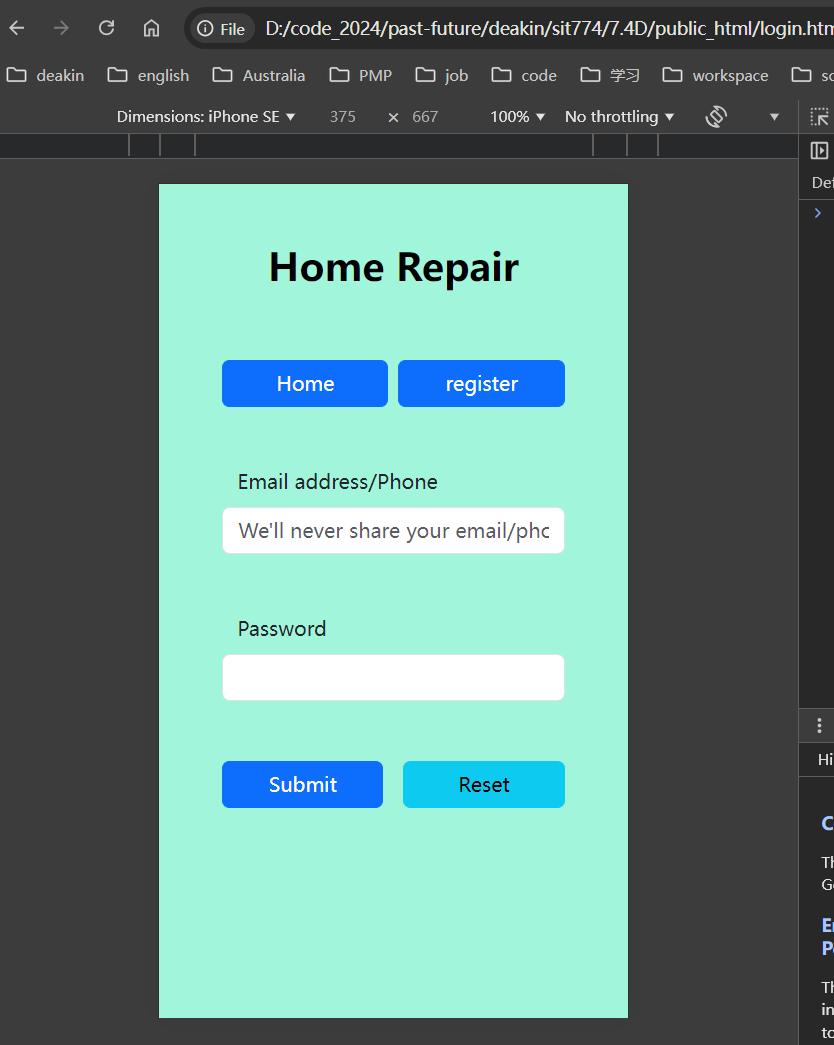 File D:/code_2024/past-future/deakin/sit774/7.4D/public_html/login.htm
deakin english Australia PMP job code 学习 workspace
Dimensions: iPhone SE 375 × 667 100% No throttling
Home Repair
Home register
Email address/Phone
We'll never share your email/pho
Password
Submit Reset